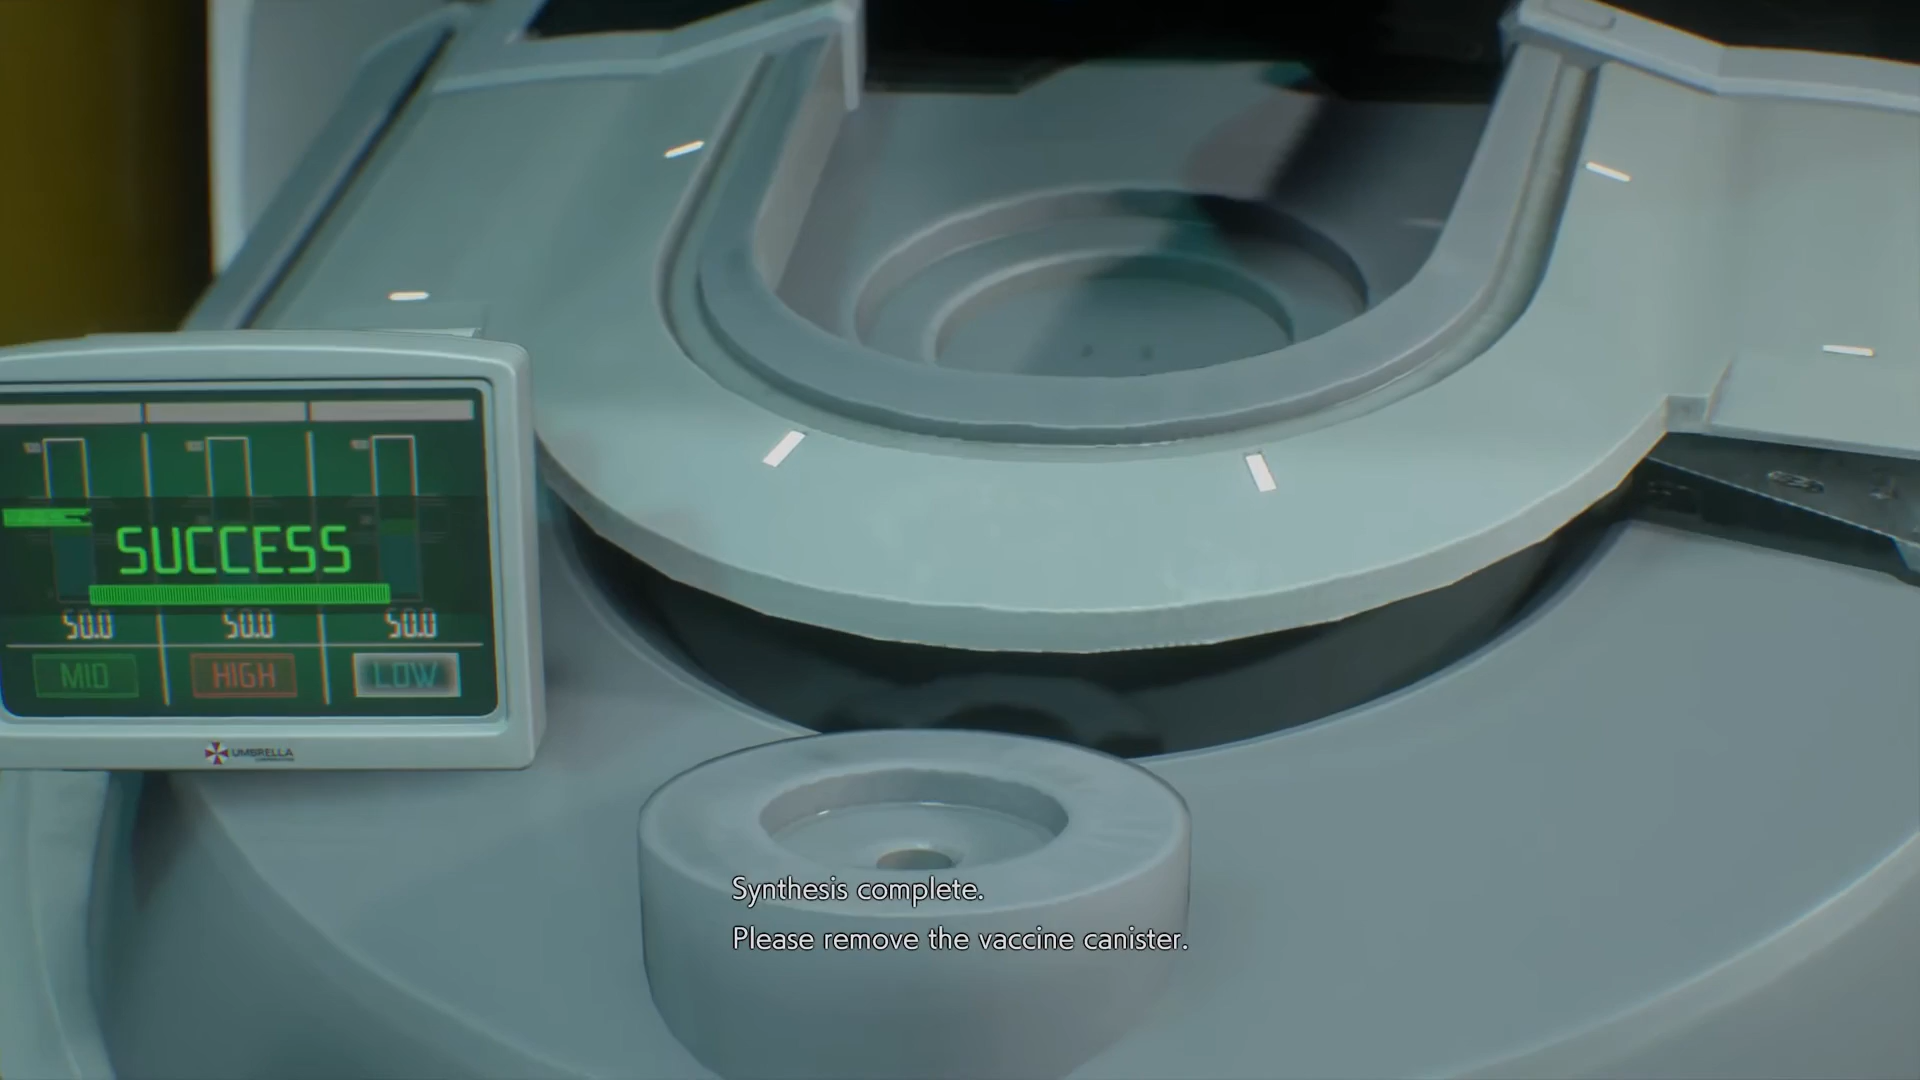 SUCCESS
50.0 50.0 50.0
MID HIGH LOW
UMBRELLA
Synthesis complete.
Please remove the vaccine canister.